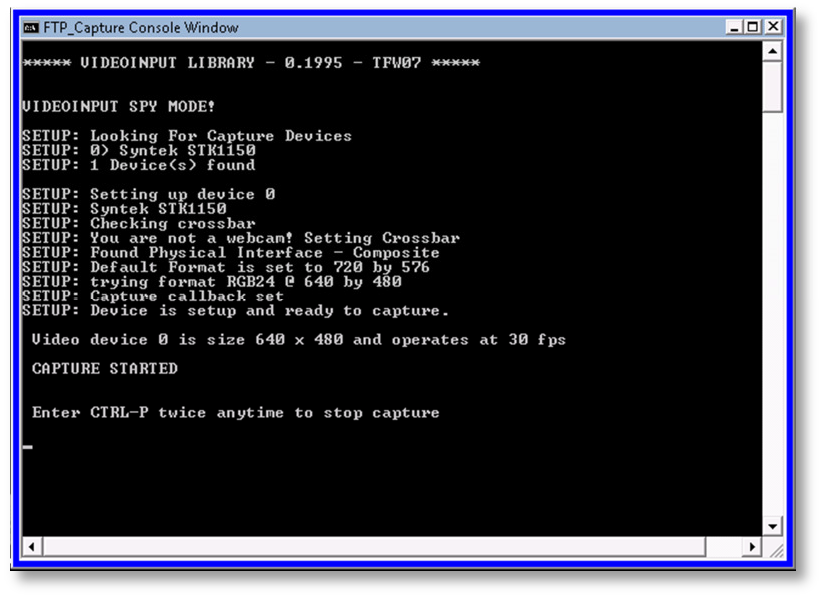 FTP_Capture Console Window
***** VIDEOINPUT LIBRARY - 0.1995 - TFW07 *****
VIDEOINPUT SPY MODE!
SETUP: Looking For Capture Devices
SETUP: 0) Syntek STK1150
SETUP: 1 Device(s) found
SETUP: Setting up device 0
SETUP: Syntek STK1150
SETUP: Checking crossbar
SETUP: You are not a webcam! Setting Crossbar
SETUP: Found Physical Interface - Composite
SETUP: Default Format is set to 720 by 576
SETUP: trying format RGB24 @ 640 by 480
SETUP: Capture callback set
SETUP: Device is setup and ready to capture.
Video device 0 is size 640 x 480 and operates at 30 fps
CAPTURE STARTED
Enter CTRL-P twice anytime to stop capture